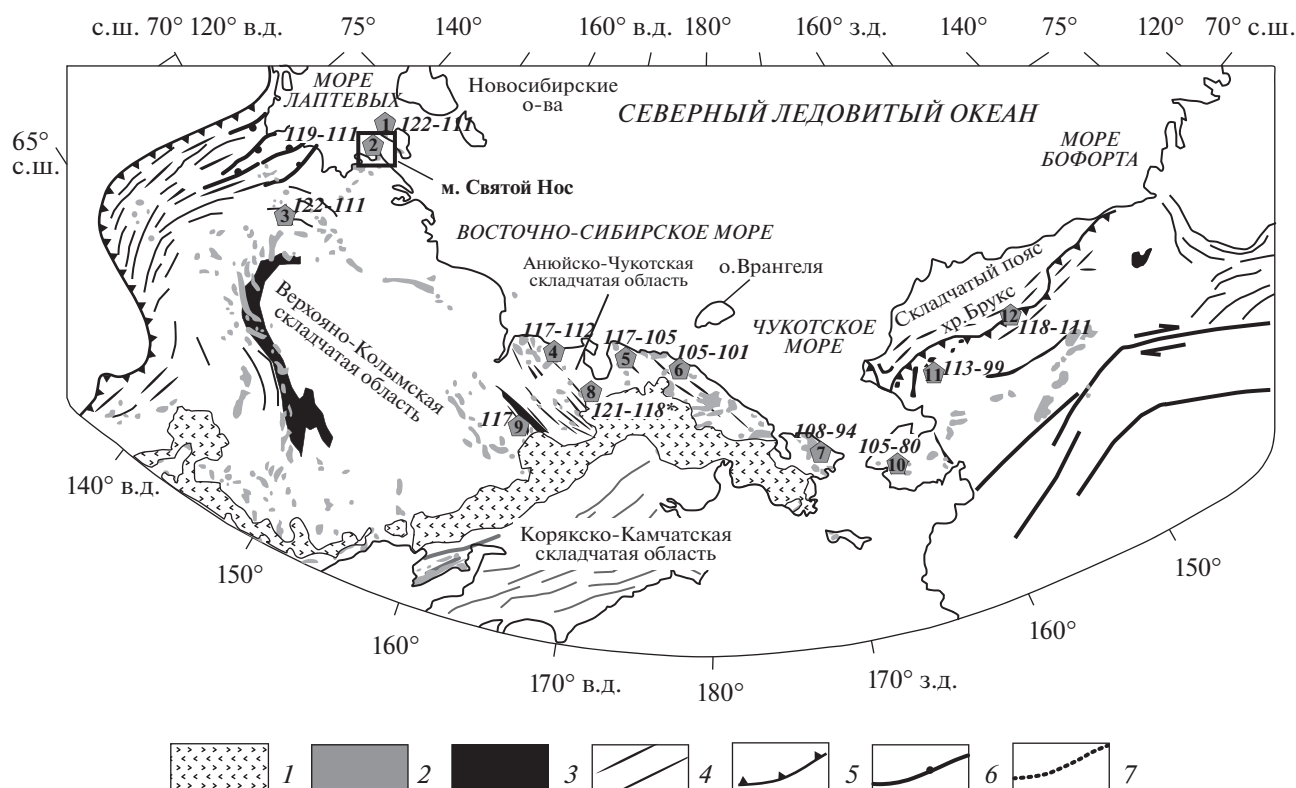 с.ш. 70° 120° в.д. 75° 140° 160° в.д. 180° 160° з.д. 140° 75° 120° 70° с.ш.
65°
с.ш.
МОРЕ
ЛАПТЕВЫХ
Новосибирские
о-ва
СЕВЕРНЫЙ ЛЕДОВИТЫЙ ОКЕАН
МОРЕ
БОФОРТА
1 122-111
119-111
2
м. Святой Нос
3 122-111
ВОСТОЧНО-СИБИРСКОЕ МОРЕ
Анюйско-Чукотская
складчатая область
о.Врангеля
Верхояно-Колымская
складчатая область
ЧУКОТСКОЕ
МОРЕ
Складчатый пояс
хр.Брукс
117-112
4
117-105
5
105-101
6
12
118-111
11 113-99
8
121-118*
117
9
108-94
7
105-80
10
Корякско-Камчатская
складчатая область
140° в.д.
150°
160°
170° в.д.
180°
170° з.д.
160°
150°
1 2 3 4 5 6 7